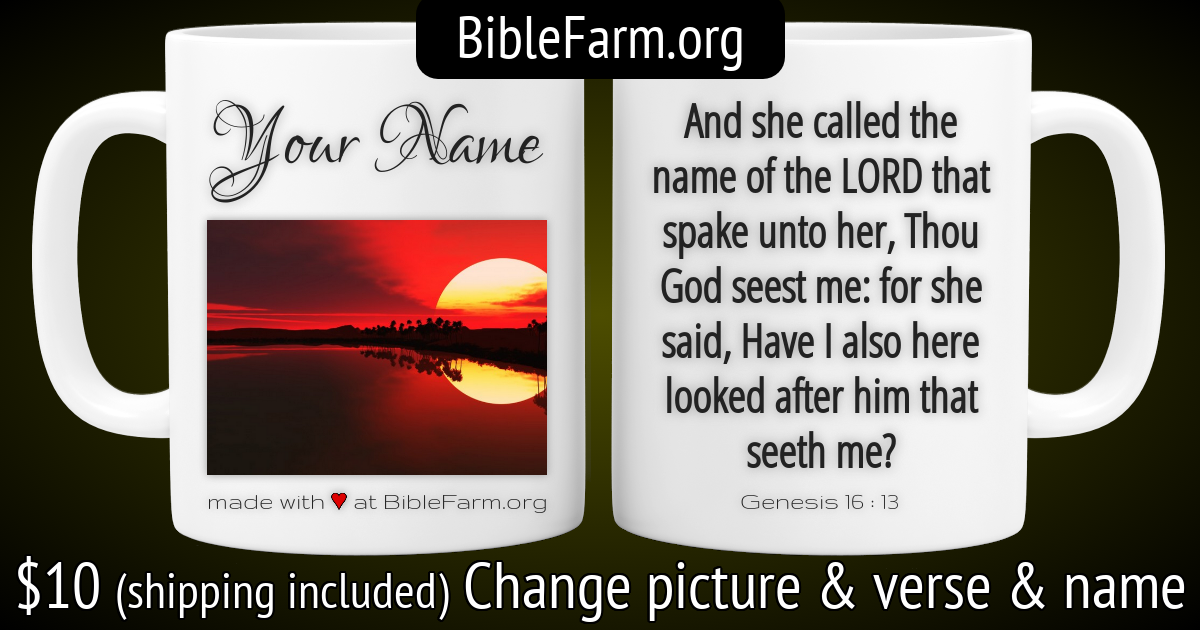 BibleFarm.org
Your Name
made with ♥ at BibleFarm.org
And she called the
name of the LORD that
spake unto her, Thou
God seest me: for she
said, Have I also here
looked after him that
seeth me?
Genesis 16 : 13
$10 (shipping included) Change picture & verse & name